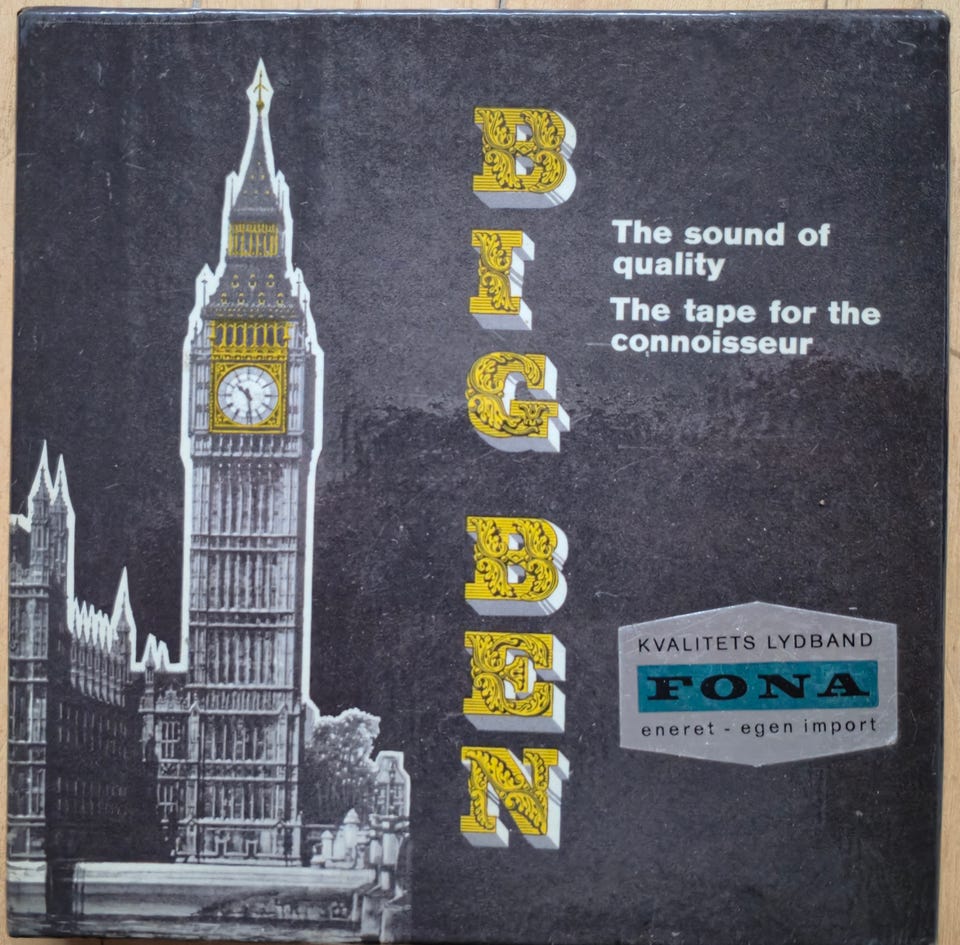 BIG BEN
The sound of
quality
The tape for the
connoisseur
KVALITETS LYDBAND
FONA
eneret - egen import